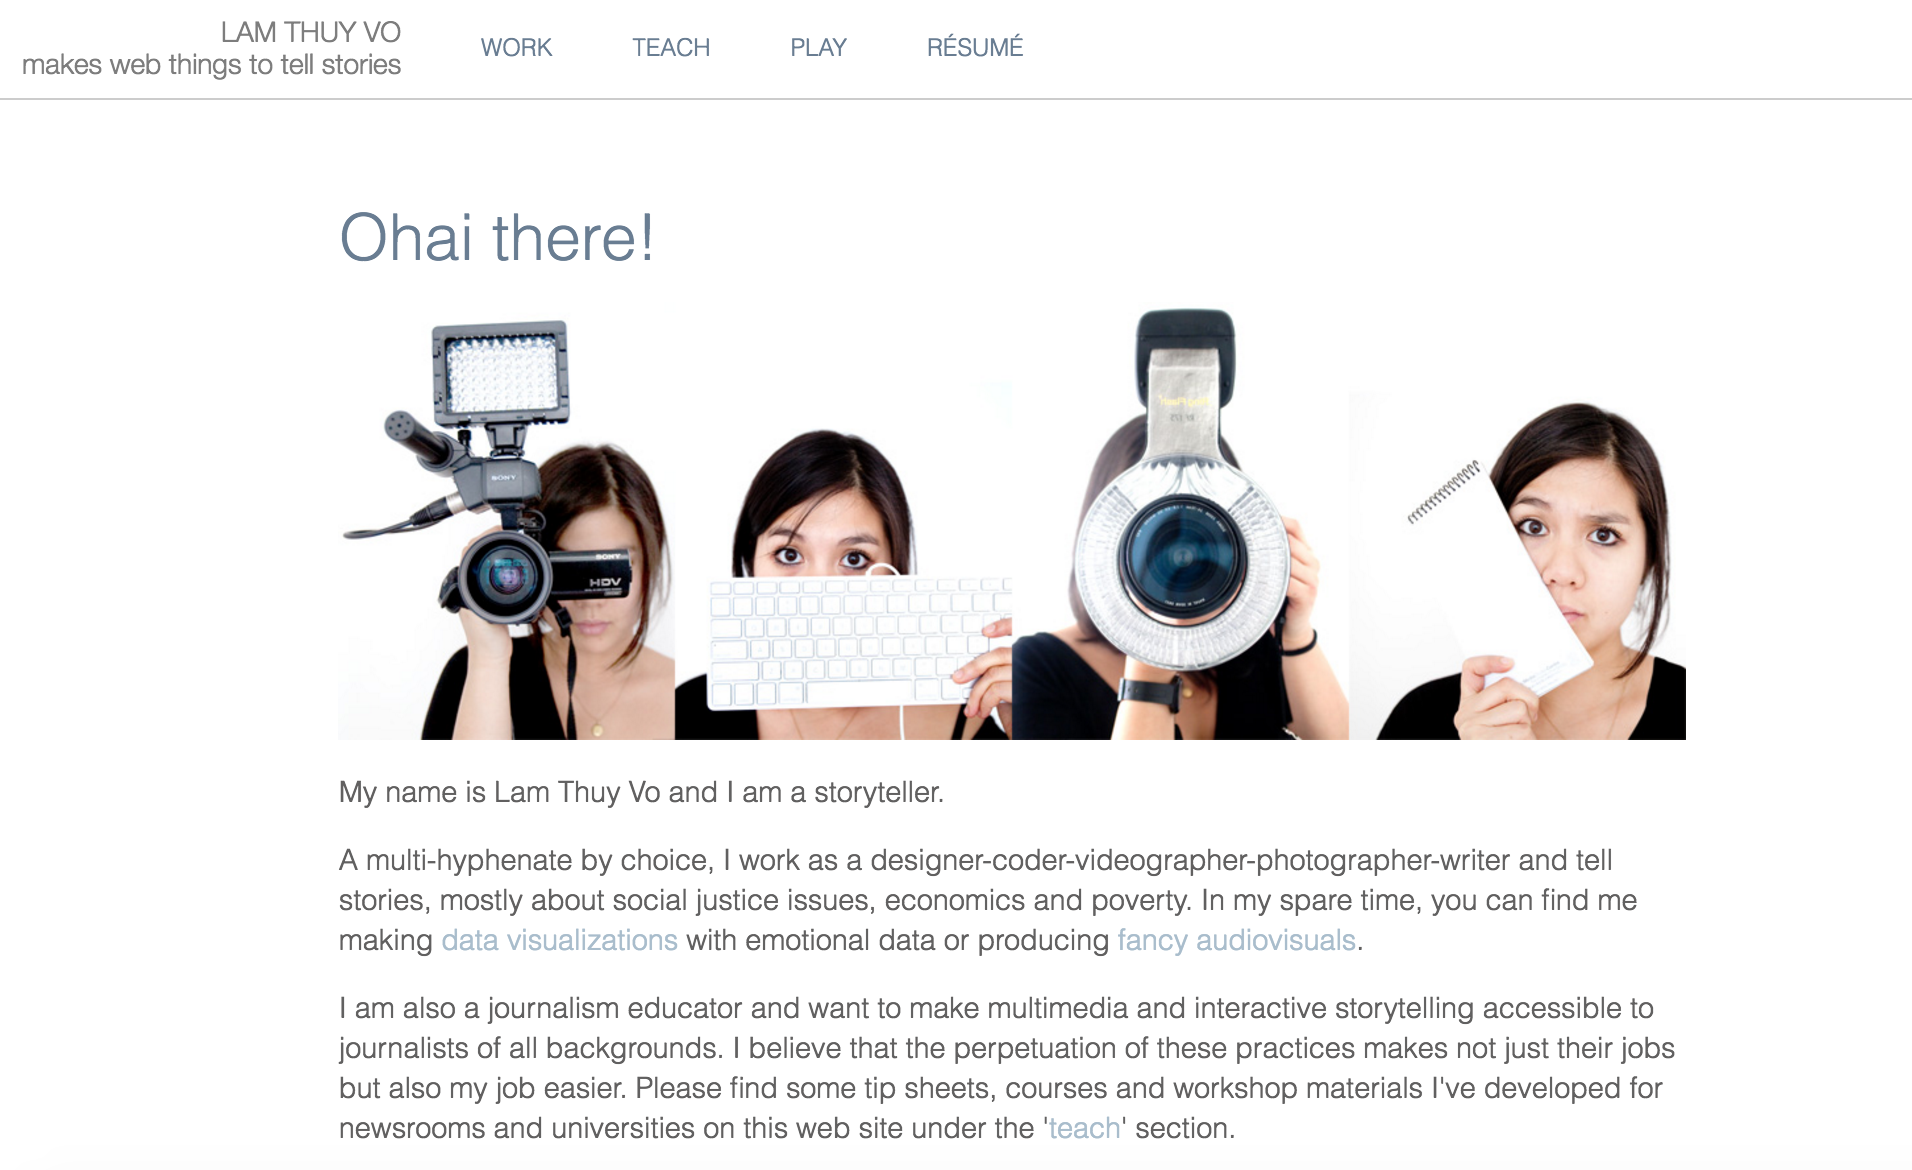 LAM THUY VO
makes web things to tell stories
WORK
TEACH
PLAY
RÉSUMÉ
Ohai there!
SONY
SONY
HDV
My name is Lam Thuy Vo and I am a storyteller.
A multi-hyphenate by choice, I work as a designer-coder-videographer-photographer-writer and tell
stories, mostly about social justice issues, economics and poverty. In my spare time, you can find me
making data visualizations with emotional data or producing fancy audiovisuals.
I am also a journalism educator and want to make multimedia and interactive storytelling accessible to
journalists of all backgrounds. I believe that the perpetuation of these practices makes not just their jobs
but also my job easier. Please find some tip sheets, courses and workshop materials I've developed for
newsrooms and universities on this web site under the 'teach' section.